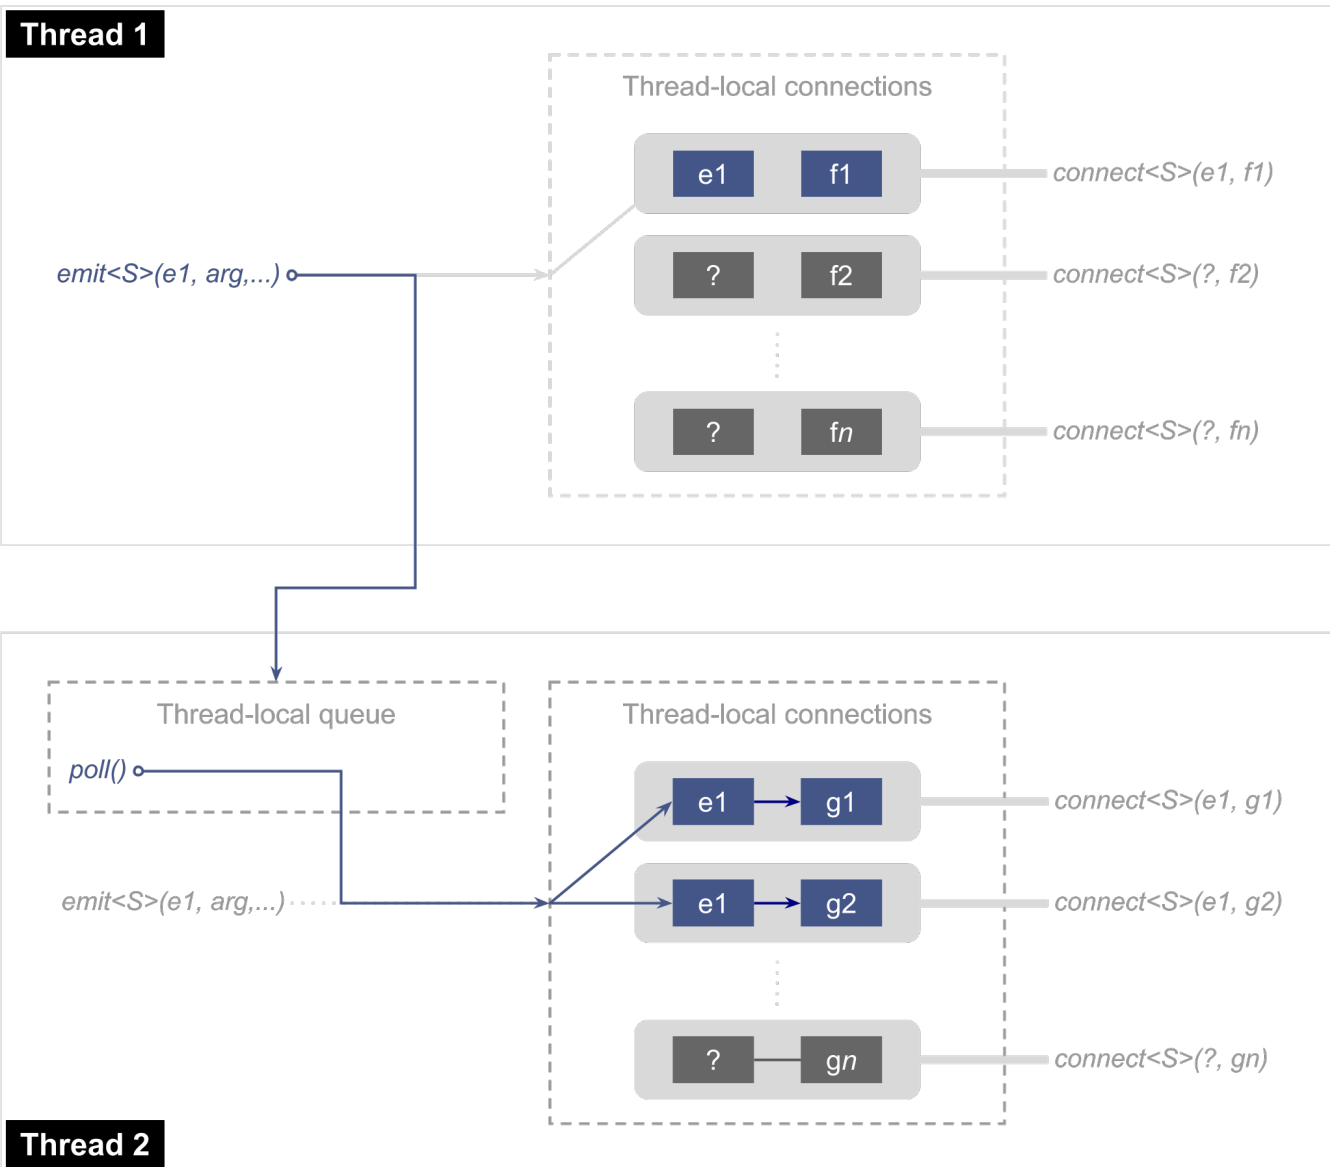 Thread 1
Thread-local connections
e1 f1 connect<S>(e1, f1)
emit<S>(e1, arg,...) ? f2 connect<S>(?, f2)
? fn connect<S>(?, fn)
Thread-local queue Thread-local connections
poll()
e1 g1 connect<S>(e1, g1)
emit<S>(e1, arg,...) e1 g2 connect<S>(e1, g2)
? gn connect<S>(?, gn)
Thread 2